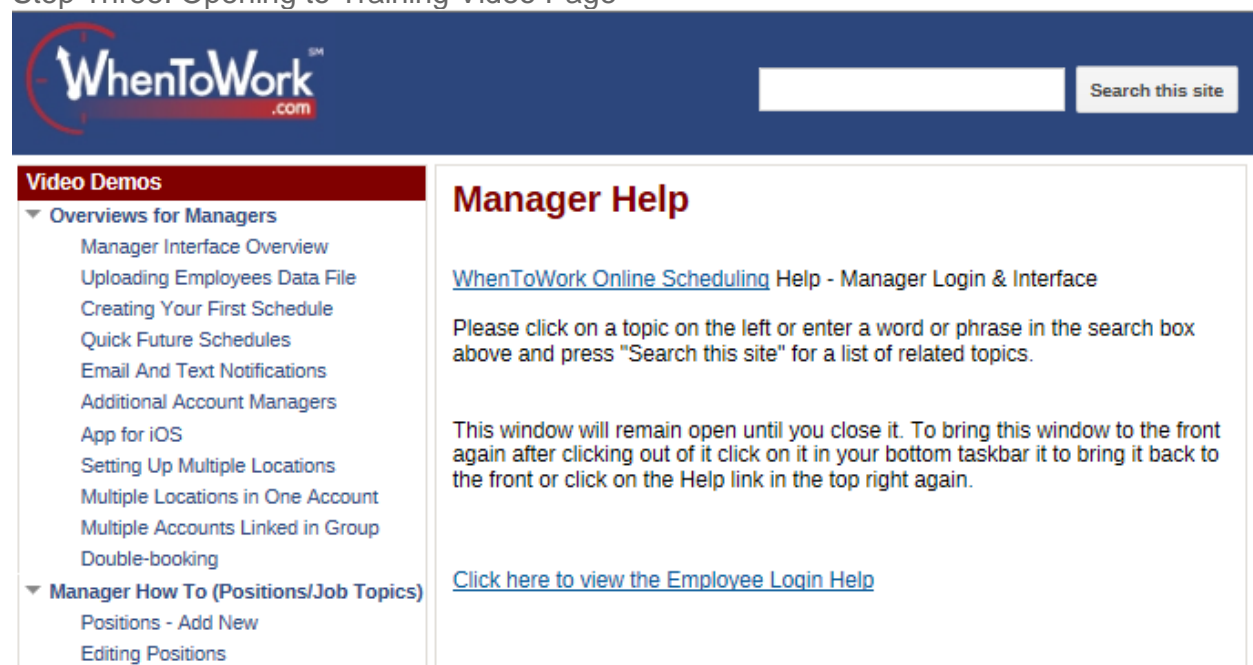 Step Three: Opening to Training Video Page
WhenToWork SM
.com
Search this site
Video Demos
Overviews for Managers
Manager Interface Overview
Uploading Employees Data File
Creating Your First Schedule
Quick Future Schedules
Email And Text Notifications
Additional Account Managers
App for iOS
Setting Up Multiple Locations
Multiple Locations in One Account
Multiple Accounts Linked in Group
Double-booking
Manager How To (Positions/Job Topics)
Positions - Add New
Editing Positions
Manager Help
WhenToWork Online Scheduling Help - Manager Login & Interface
Please click on a topic on the left or enter a word or phrase in the search box
above and press "Search this site" for a list of related topics.
This window will remain open until you close it. To bring this window to the front
again after clicking out of it click on it in your bottom taskbar it to bring it back to
the front or click on the Help link in the top right again.
Click here to view the Employee Login Help